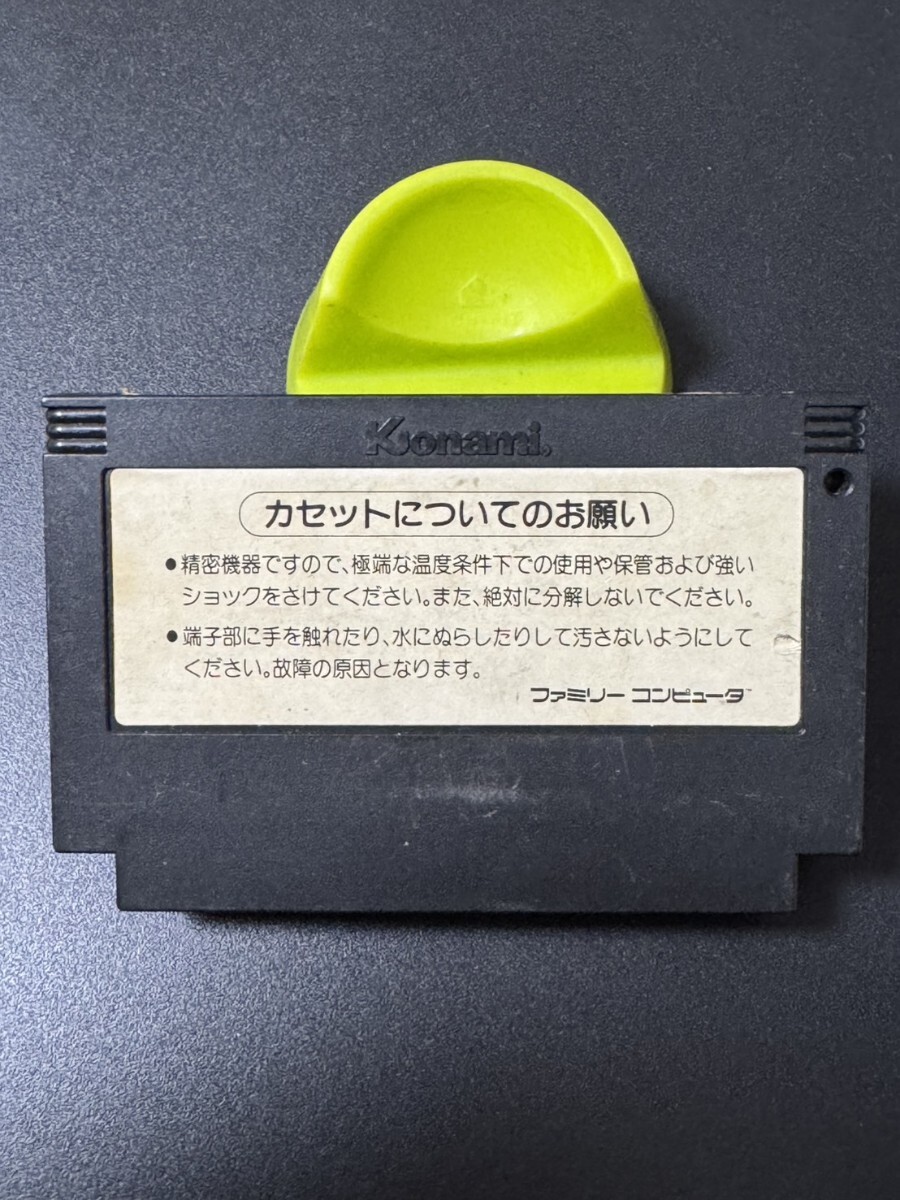 Konami.
カセットについてのお願い
●精密機器ですので、極端な温度条件下での使用や保管および強い
ショックをさけてください。また、絶対に分解しないでください。
●端子部に手を触れたり、水にぬらしたりして汚さないようにして
ください。故障の原因となります。
ファミリー コンピュータ™